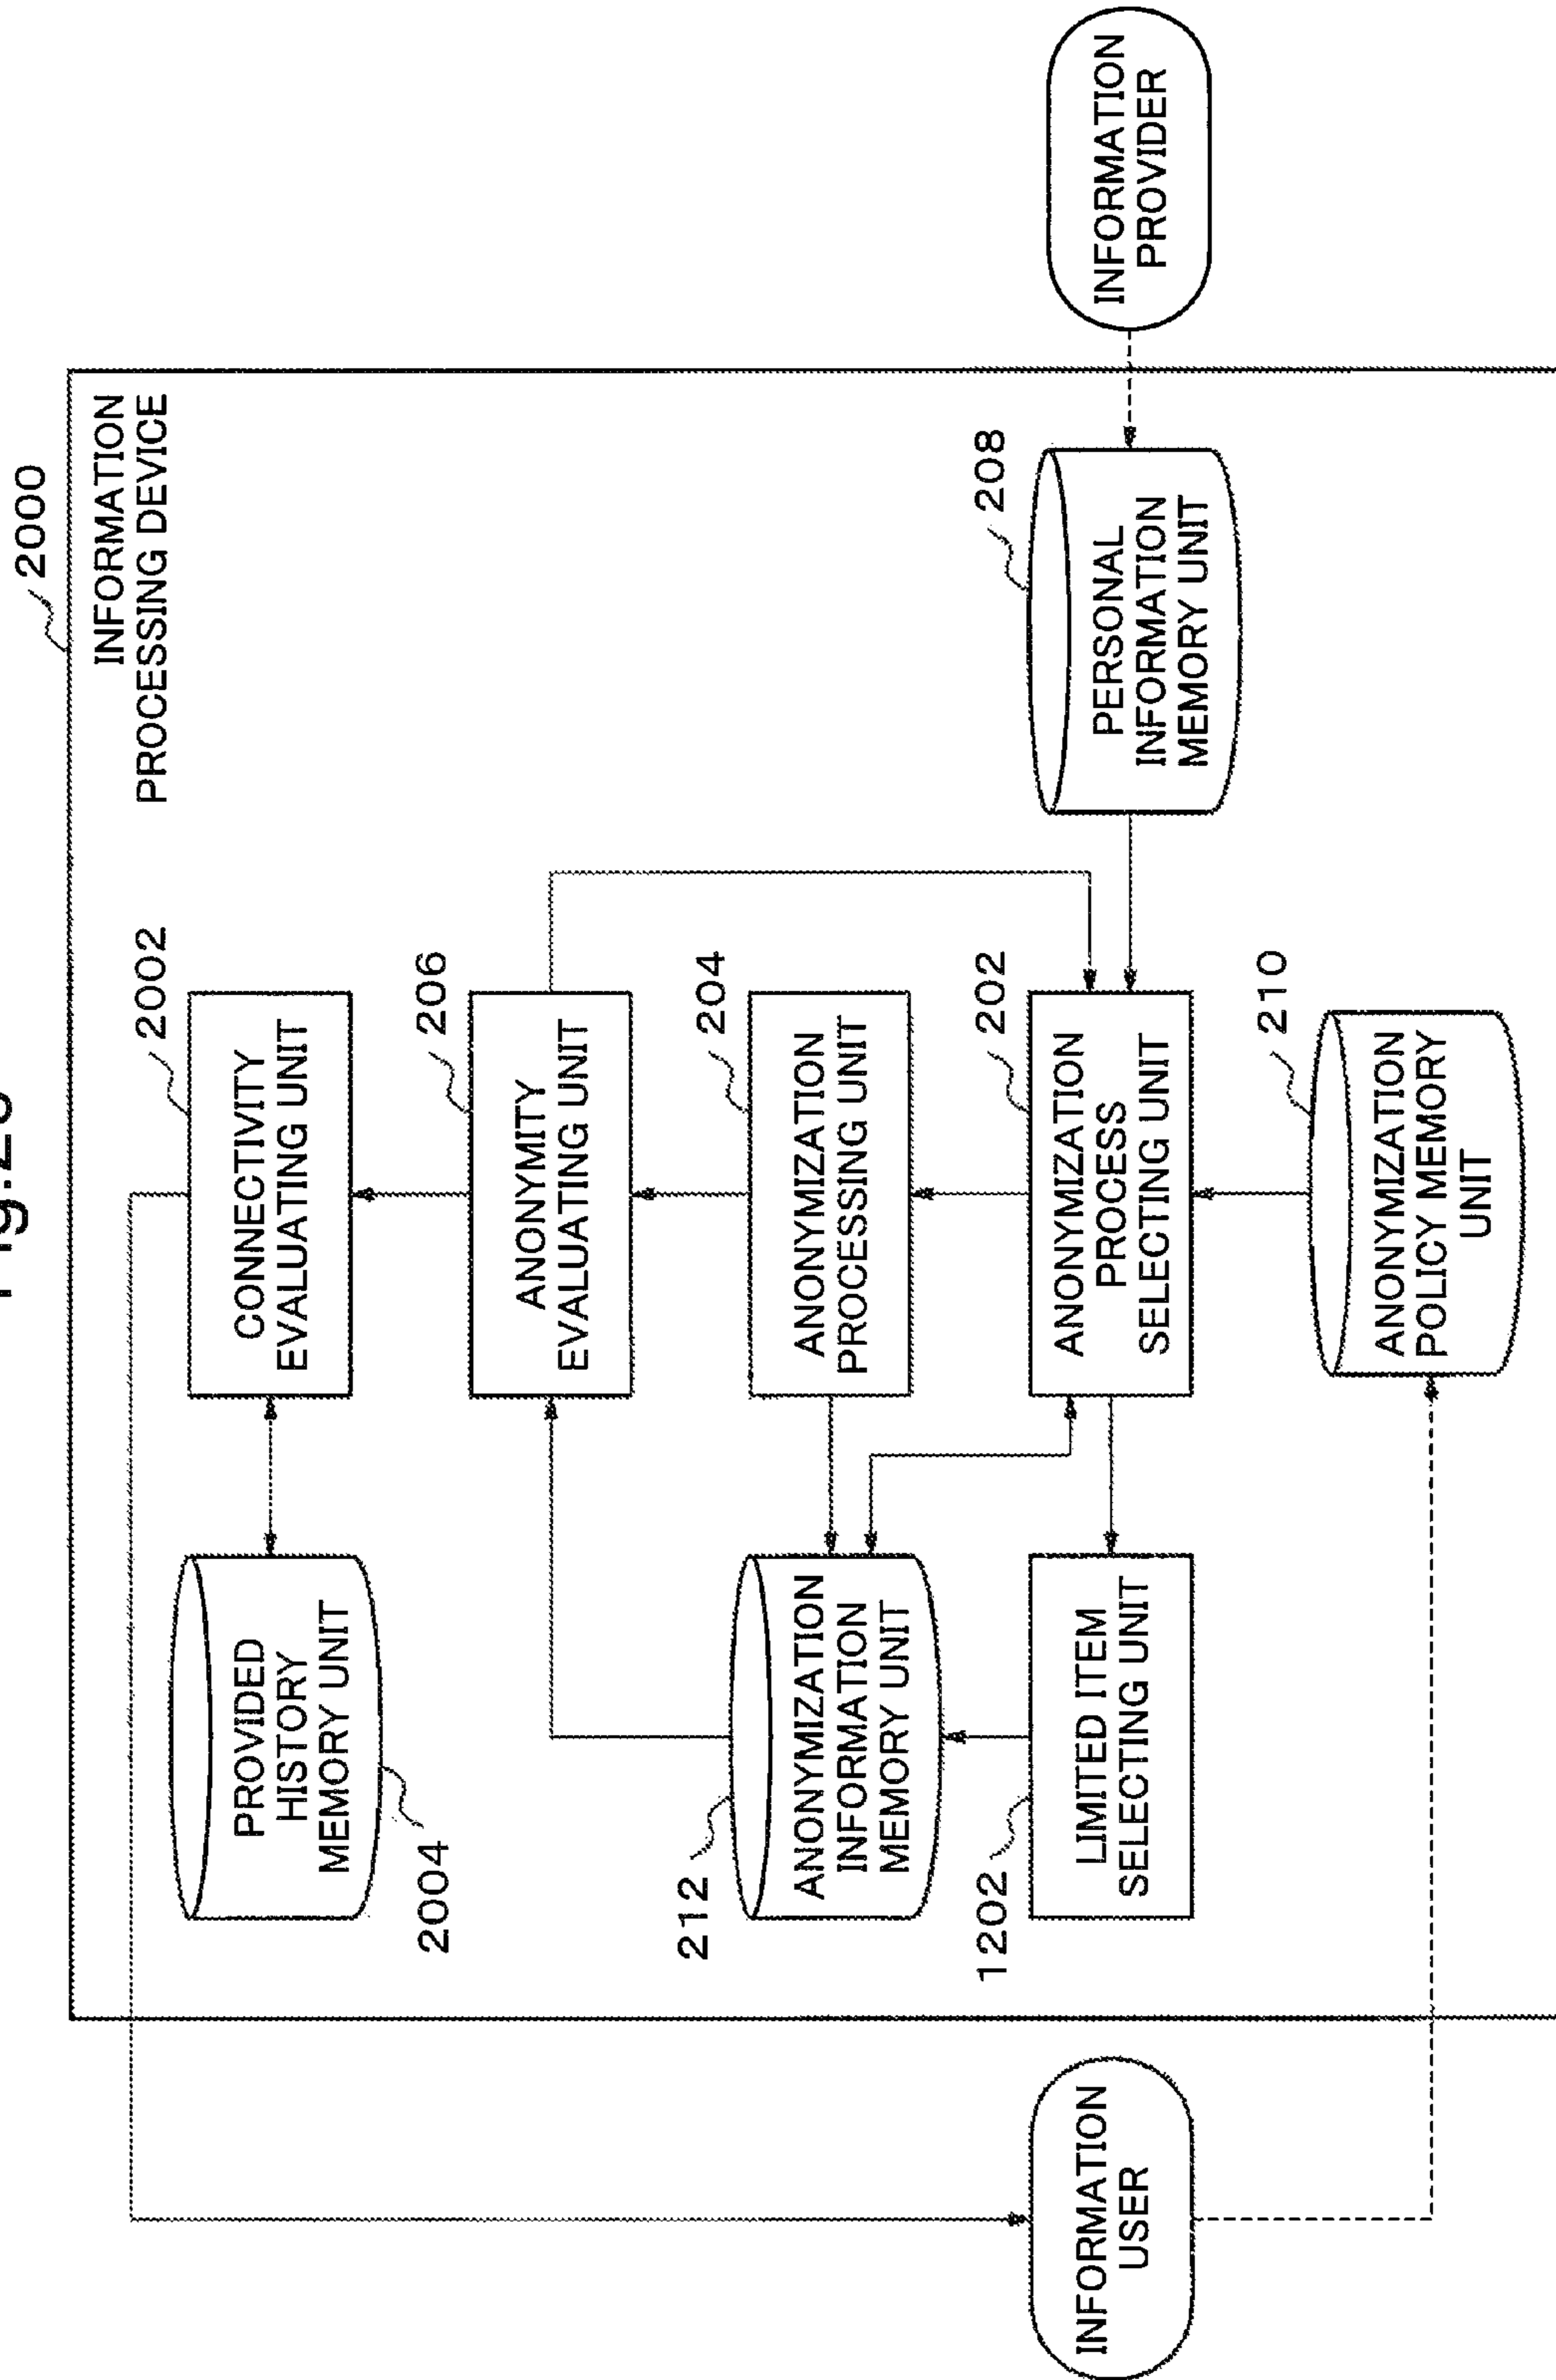 2000
INFORMATION
PROCESSING DEVICE
2002
PROVIDED
HISTORY
MEMORY UNIT
CONNECTIVITY
EVALUATING UNIT
2004
206
ANONYMITY
EVALUATING UNIT
212
204
ANONYMIZATION
INFORMATION
MEMORY UNIT
ANONYMIZATION
PROCESSING UNIT
1202
202
208
INFORMATION
USER
LIMITED ITEM
SELECTING UNIT
ANONYMIZATION
PROCESS
SELECTING UNIT
PERSONAL
INFORMATION
MEMORY UNIT
INFORMATION
PROVIDER
210
ANONYMIZATION
POLICY MEMORY
UNIT